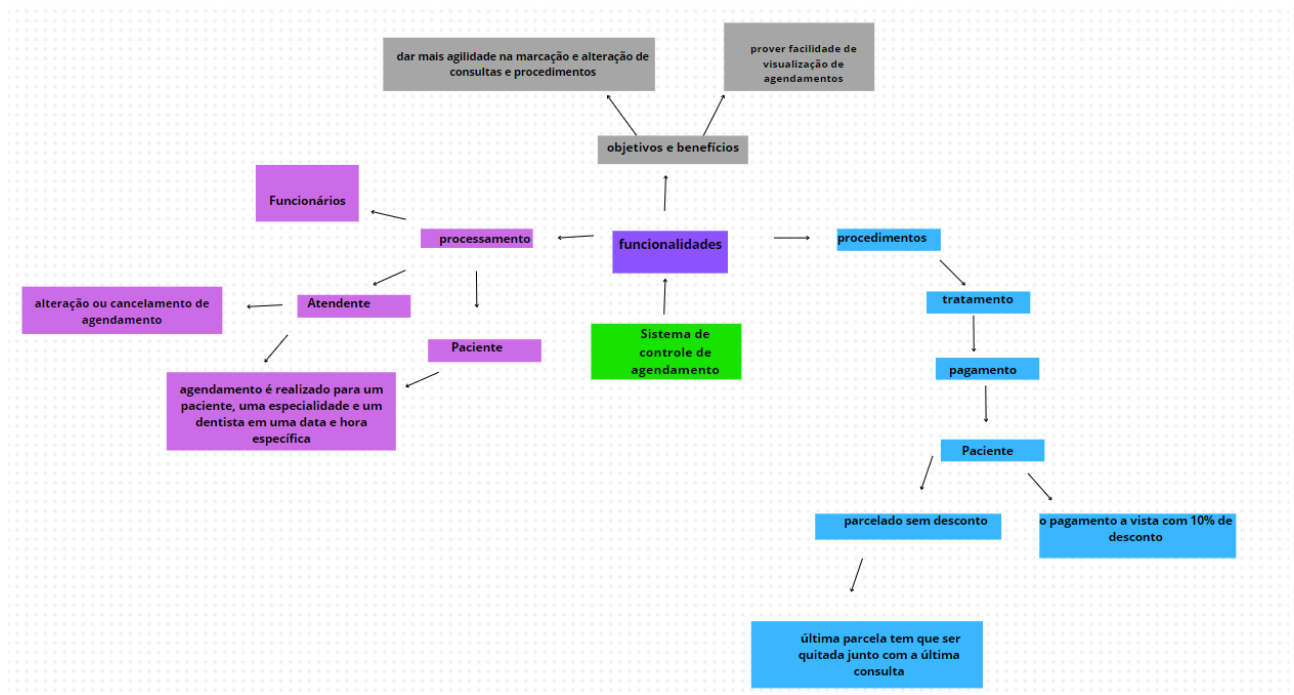 dar mais agilidade na marcação e alteração de
consultas e procedimentos
prover facilidade de
visualização de
agendamentos
objetivos e benefícios
Funcionários
processamento
funcionalidades
procedimentos
alteração ou cancelamento de
agendamento
Atendente
tratamento
Paciente
Sistema de
controle de
agendamento
pagamento
agendamento é realizado para um
paciente, uma especialidade e um
dentista em uma data e hora
específica
Paciente
parcelado sem desconto
o pagamento a vista com 10% de
desconto
última parcela tem que ser
quitada junto com a última
consulta